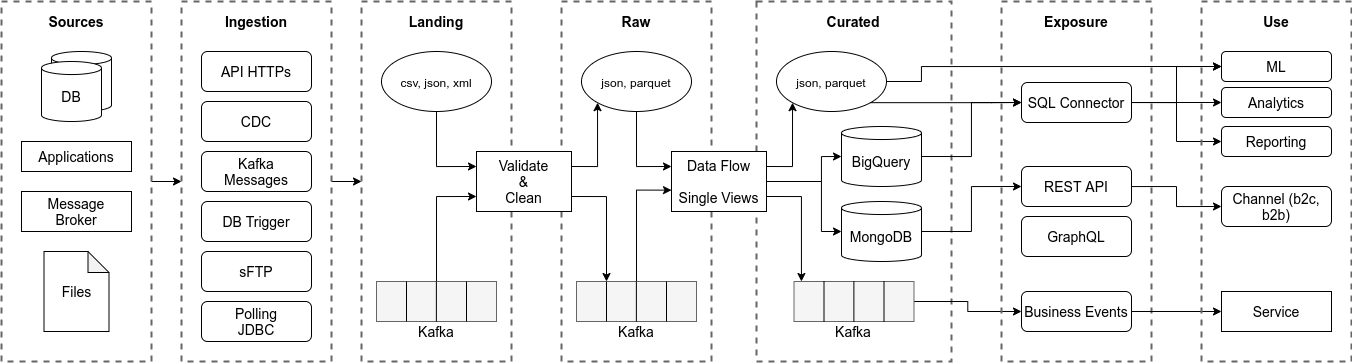 Sources
DB
Applications
Message
Broker
Files
Ingestion
API HTTPs
CDC
Kafka
Messages
DB Trigger
sFTP
Polling
JDBC
Landing
csv, json, xml
Validate
&
Clean
Kafka
Raw
json, parquet
Data Flow
Single Views
Kafka
Curated
json, parquet
BigQuery
MongoDB
Kafka
Exposure
SQL Connector
REST API
GraphQL
Business Events
Use
ML
Analytics
Reporting
Channel (b2c,
b2b)
Service